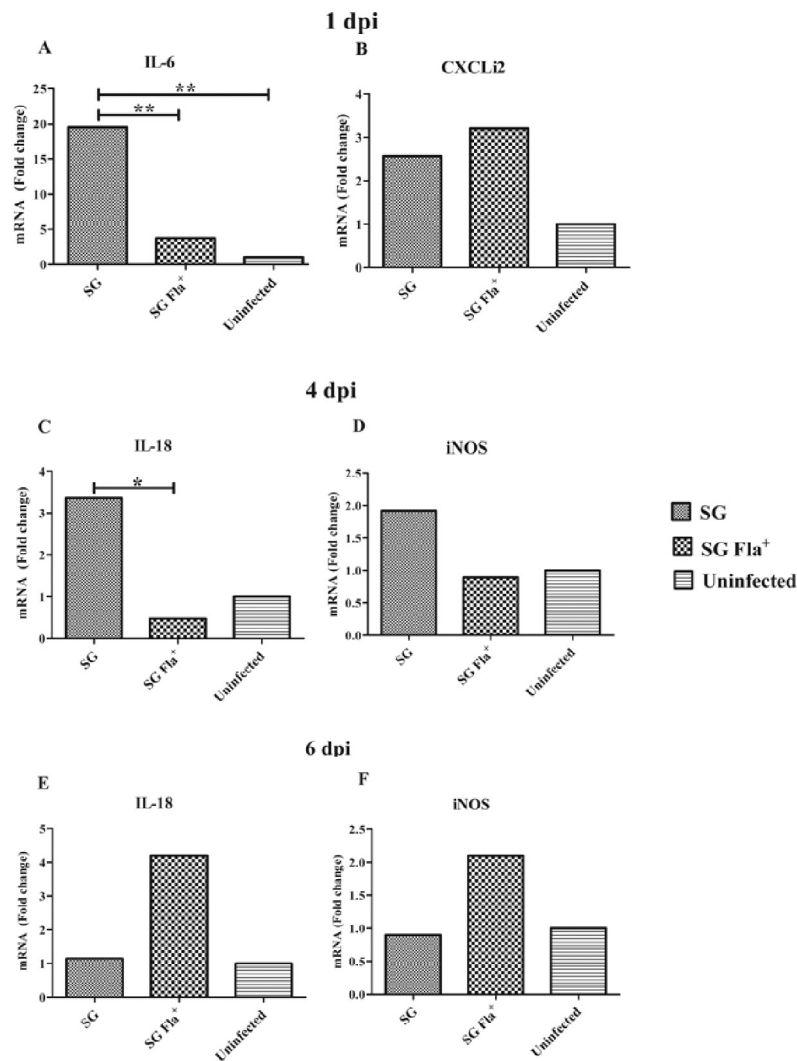 1 dpi
A
IL-6
B
CXCLi2
mRNA (Fold change)
25
20
15
10
5
0
**
**
SG
SG Fla+
Uninfected
mRNA (Fold change)
4
3
2
1
0
SG
SG Fla+
Uninfected
4 dpi
C
IL-18
D
iNOS
mRNA (Fold change)
4
3
2
1
0
*
SG
SG Fla+
Uninfected
mRNA (Fold change)
2.5
2.0
1.5
1.0
0.5
0.0
SG
SG Fla+
Uninfected
SG
SG Fla+
Uninfected
6 dpi
E
IL-18
F
iNOS
mRNA (Fold change)
5
4
3
2
1
0
SG
SG Fla+
Uninfected
mRNA (Fold change)
2.5
2.0
1.5
1.0
0.5
0.0
SG
SG Fla+
Uninfected